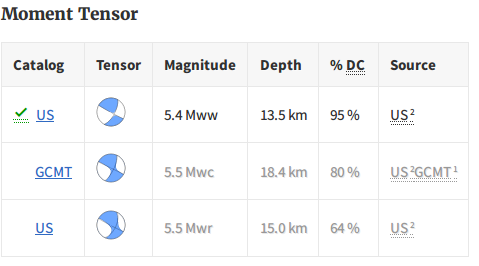 Moment Tensor
Catalog Tensor Magnitude Depth % DC Source
US 5.4 Mww 13.5 km 95 % US 2
GCMT 5.5 Mwc 18.4 km 80 % US 2 GCMT 1
US 5.5 Mwr 15.0 km 64 % US 2